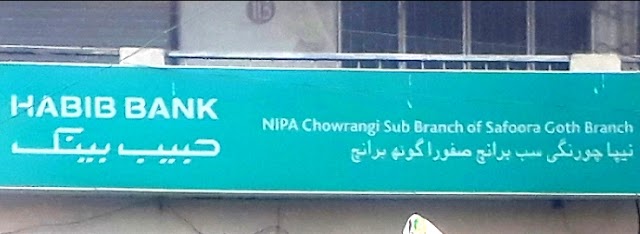 HABIB BANK
حبیب بینک
NIPA Chowrangi Sub Branch of Safoora Goth Branch
نیپا چورنگی سب برانچ صفورا گوٹھ برانچ